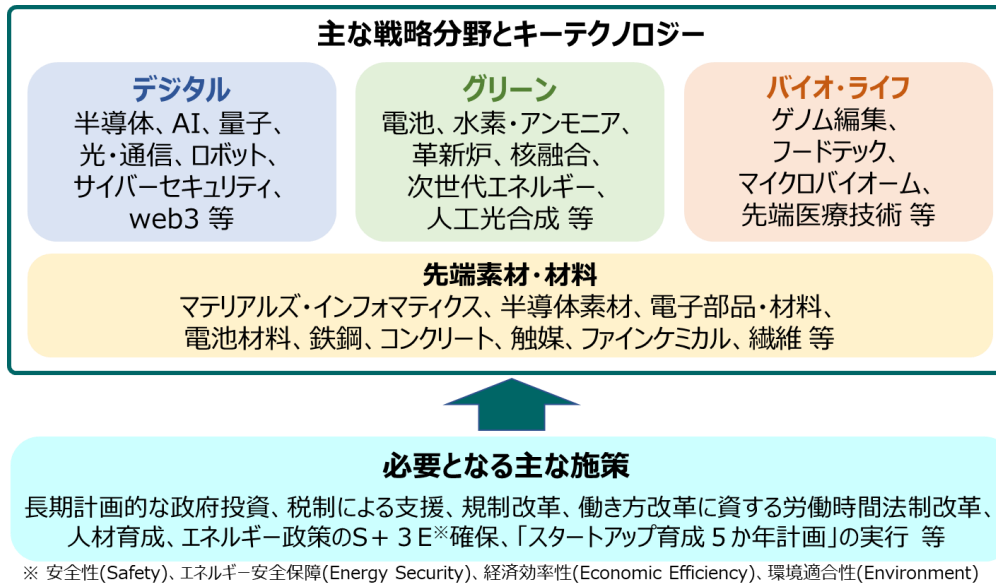 主な戦略分野とキーテクノロジー
デジタル
半導体、AI、量子、
光・通信、ロボット、
サイバーセキュリティ、
web3 等
グリーン
電池、水素・アンモニア、
革新炉、核融合、
次世代エネルギー、
人工光合成 等
バイオ・ライフ
ゲノム編集、
フードテック、
マイクロバイオーム、
先端医療技術 等
先端素材・材料
マテリアルズ・インフォマティクス、半導体素材、電子部品・材料、
電池材料、鉄鋼、コンクリート、触媒、ファインケミカル、繊維 等
必要となる主な施策
長期計画的な政府投資、税制による支援、規制改革、働き方改革に資する労働時間法制改革、
人材育成、エネルギー政策のS+３E※確保、「スタートアップ育成５か年計画」の実行 等
※ 安全性(Safety)、エネルギー安全保障(Energy Security)、経済効率性(Economic Efficiency)、環境適合性(Environment)